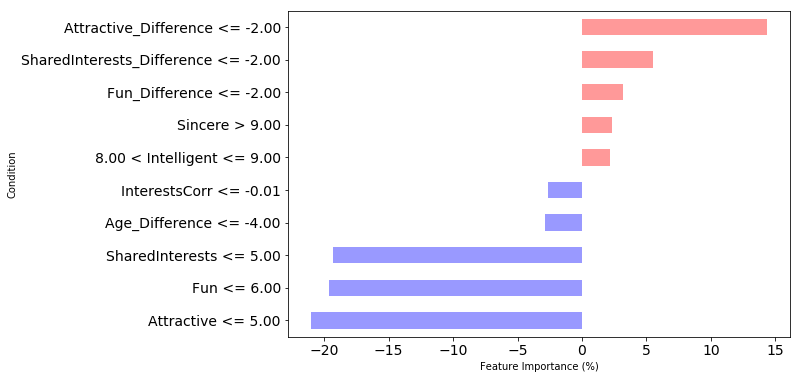 Attractive_Difference <= -2.00
SharedInterests_Difference <= -2.00
Fun_Difference <= -2.00
Sincere > 9.00
8.00 < Intelligent <= 9.00
InterestsCorr <= -0.01
Age_Difference <= -4.00
SharedInterests <= 5.00
Fun <= 6.00
Attractive <= 5.00
Condition
−20 −15 −10 −5 0 5 10 15
Feature Importance (%)